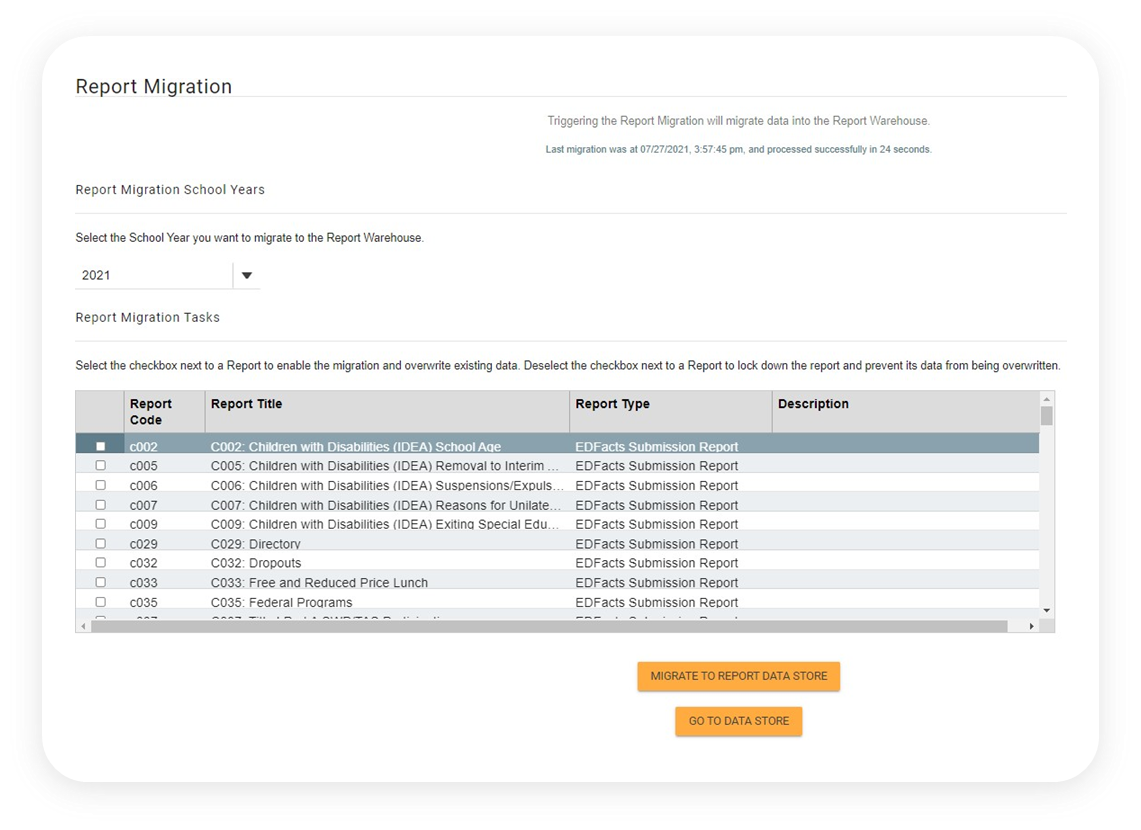 Report Migration
Triggering the Report Migration will migrate data into the Report Warehouse.
Last migration was at 07/27/2021, 3:57:45 pm, and processed successfully in 24 seconds.
Report Migration School Years
Select the School Year you want to migrate to the Report Warehouse.
2021
Report Migration Tasks
Select the checkbox next to a Report to enable the migration and overwrite existing data. Deselect the checkbox next to a Report to lock down the report and prevent its data from being overwritten.
Report Code Report Title Report Type Description
c002 C002: Children with Disabilities (IDEA) School Age EDFacts Submission Report
c005 C005: Children with Disabilities (IDEA) Removal to Interim ... EDFacts Submission Report
c006 C006: Children with Disabilities (IDEA) Suspensions/Expuls... EDFacts Submission Report
c007 C007: Children with Disabilities (IDEA) Reasons for Unilate... EDFacts Submission Report
c009 C009: Children with Disabilities (IDEA) Exiting Special Edu... EDFacts Submission Report
c029 C029: Directory EDFacts Submission Report
c032 C032: Dropouts EDFacts Submission Report
c033 C033: Free and Reduced Price Lunch EDFacts Submission Report
c035 C035: Federal Programs EDFacts Submission Report
MIGRATE TO REPORT DATA STORE
GO TO DATA STORE